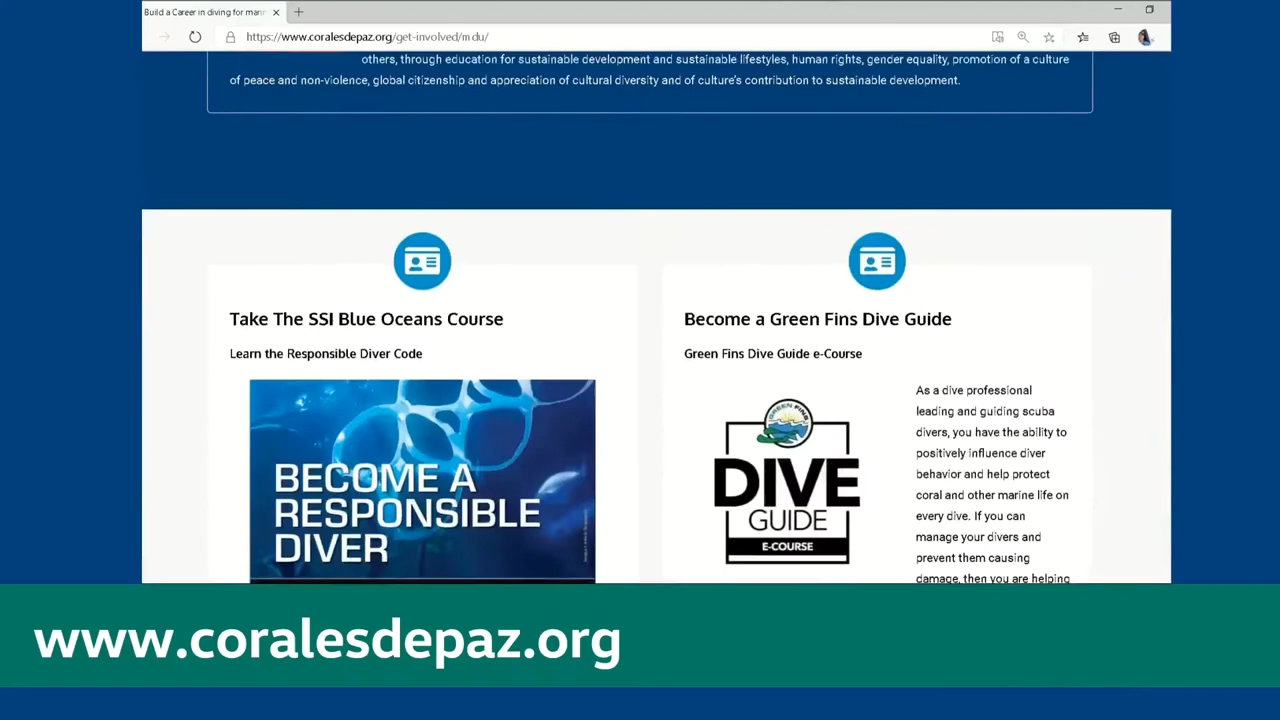 Build a Career in diving for mari
https://www.coralesdepaz.org/get-involved/mdu/
others, through education for sustainable development and sustainable lifestyles, human rights, gender equality, promotion of a culture
of peace and non-violence, global citizenship and appreciation of cultural diversity and of culture's contribution to sustainable development.
Take The SSI Blue Oceans Course
Learn the Responsible Diver Code
BECOME A
RESPONSIBLE
DIVER
Become a Green Fins Dive Guide
Green Fins Dive Guide e-Course
GREEN FINS
DIVE
GUIDE
E-COURSE
As a dive professional
leading and guiding scuba
divers, you have the ability to
positively influence diver
behavior and help protect
coral and other marine life on
every dive. If you can
manage your divers and
prevent them causing
damage, then you are helping
www.coralesdepaz.org